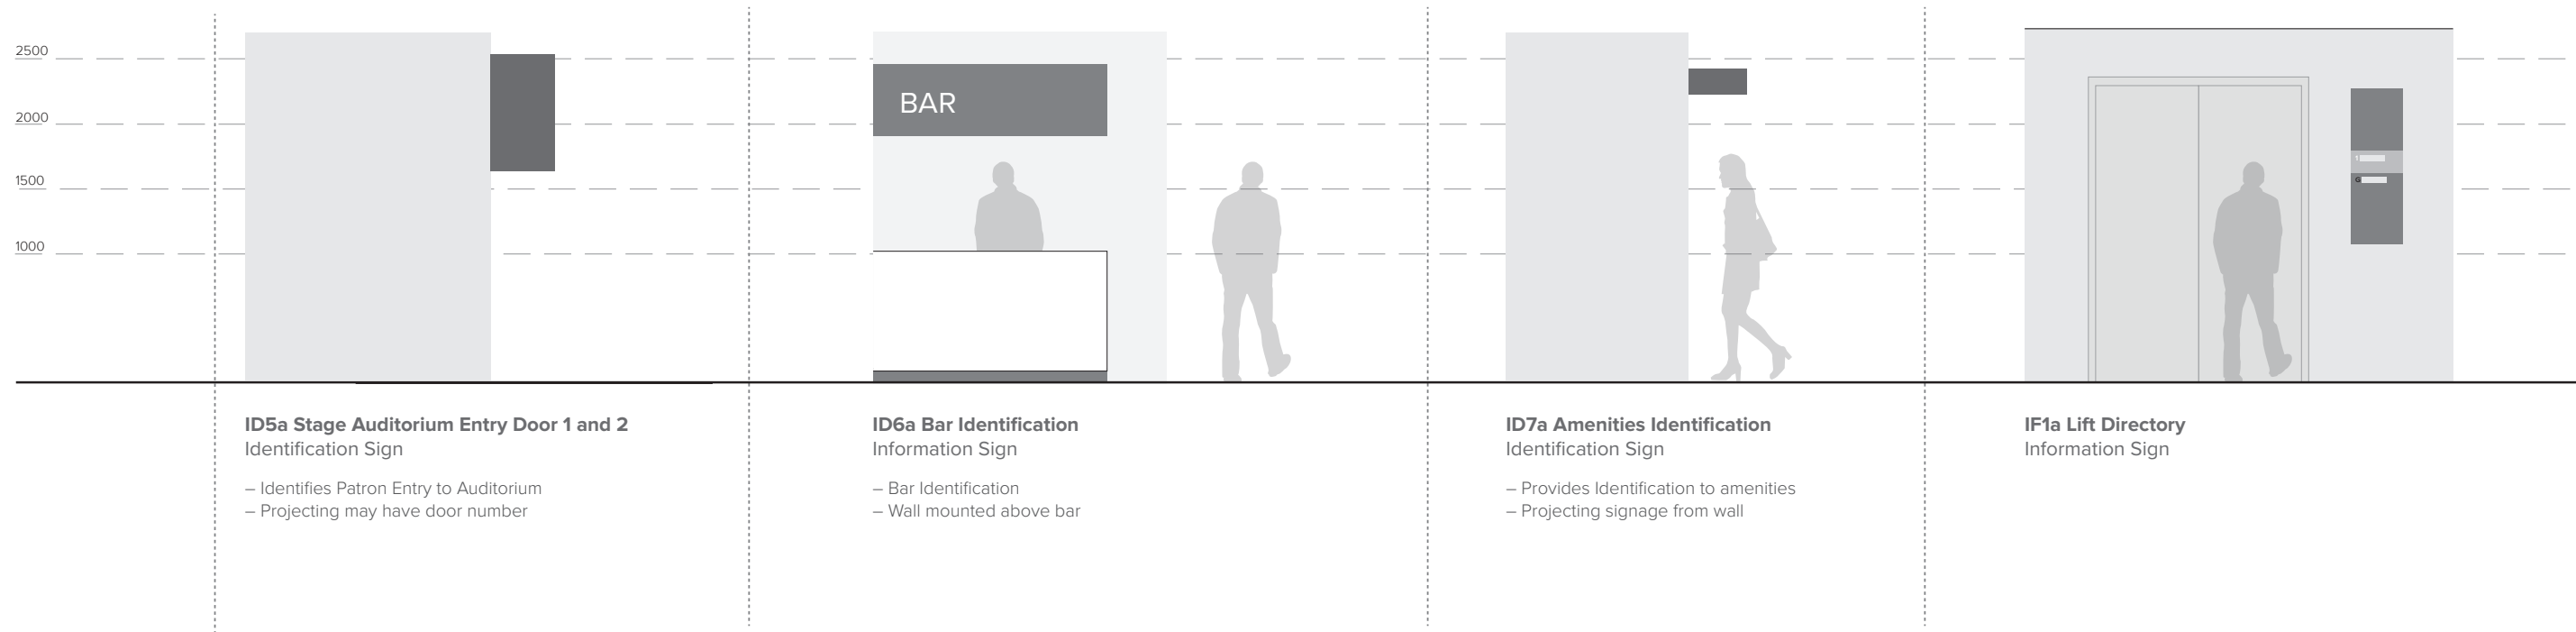 2500
2000
1500
1000
BAR
1
G
ID5a Stage Auditorium Entry Door 1 and 2
Identification Sign
– Identifies Patron Entry to Auditorium
– Projecting may have door number
ID6a Bar Identification
Information Sign
– Bar Identification
– Wall mounted above bar
ID7a Amenities Identification
Identification Sign
– Provides Identification to amenities
– Projecting signage from wall
IF1a Lift Directory
Information Sign